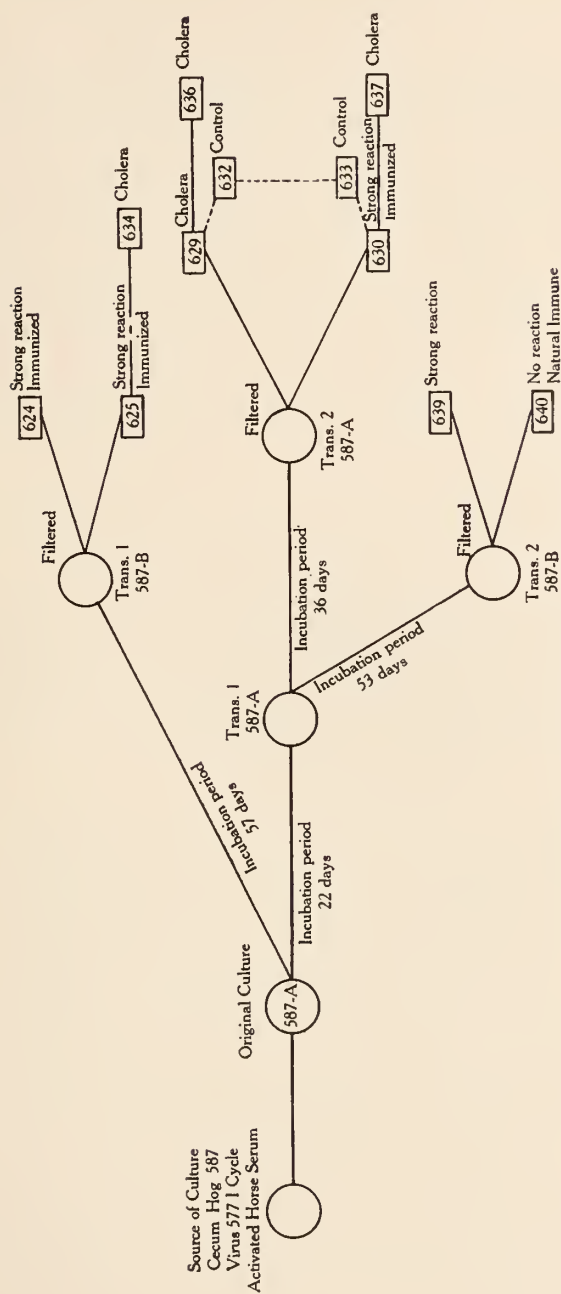 Source of Culture
Cecum Hog 587
Virus 577 I Cycle
Activated Horse Serum
Original Culture
587-A
Incubation period
57 days
Incubation period
22 days
Filtered
Trans. 1
587-B
624
Strong reaction
Immunized
625
Strong reaction
Immunized
634
Cholera
Trans. 1
587-A
Incubation period
36 days
Incubation period
53 days
Filtered
Trans. 2
587-A
629
Cholera
636
Cholera
632
Control
633
Control
630
Strong reaction
Immunized
637
Cholera
Filtered
Trans. 2
587-B
639
Strong reaction
640
No reaction
Natural Immune